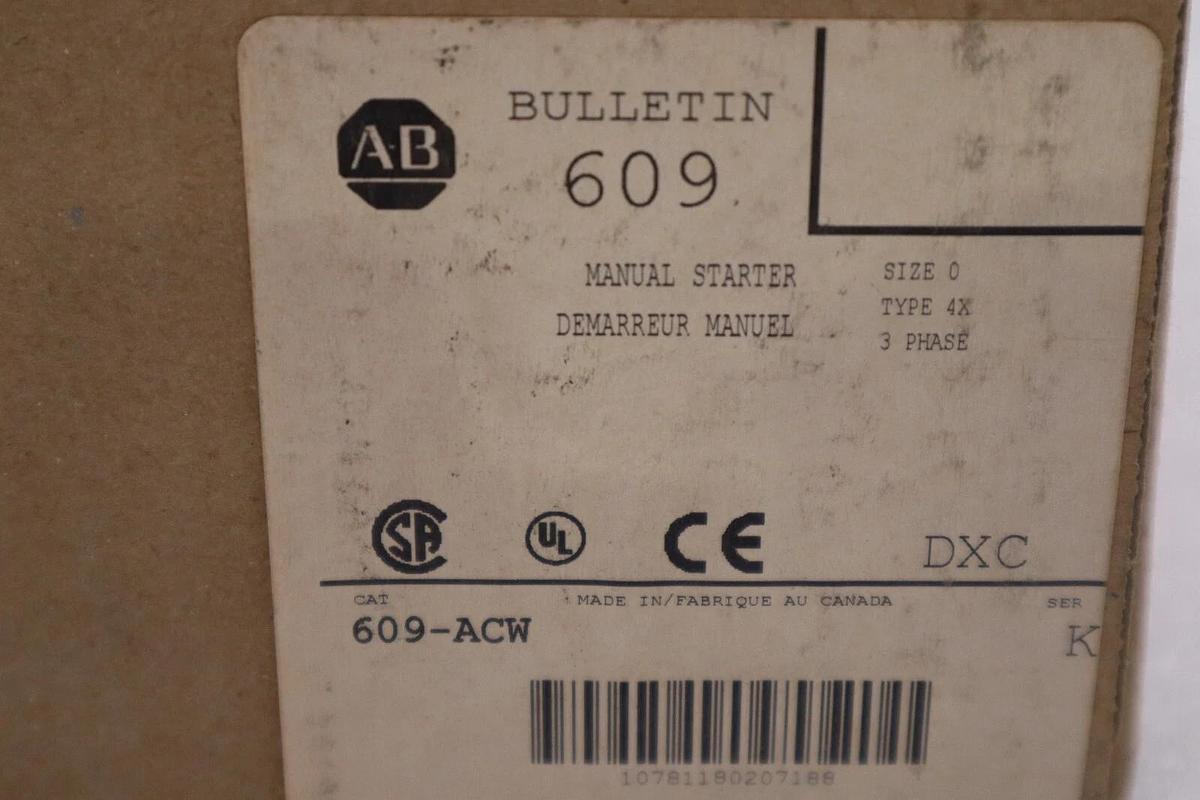 AB
BULLETIN
609
MANUAL STARTER
DEMARREUR MANUEL
SIZE 0
TYPE 4X
3 PHASE
SA
UL
CE
DXC
CAT
MADE IN/FABRIQUE AU CANADA
SER
609-ACW
K
10781180207188